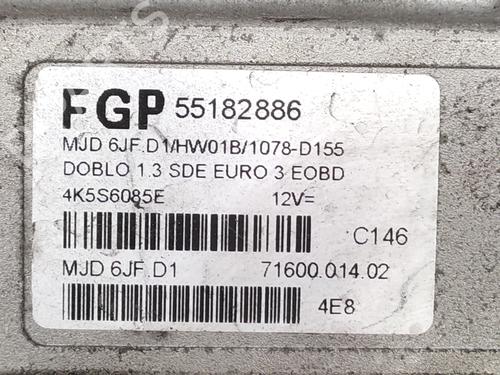 FGP 55182886
MJD 6JF.D1/HW01B/1078-D155
DOBLO 1.3 SDE EURO 3 EOBD
4K5S6085E 12V=
C146
MJD 6JF.D1 71600.014.02
4E8